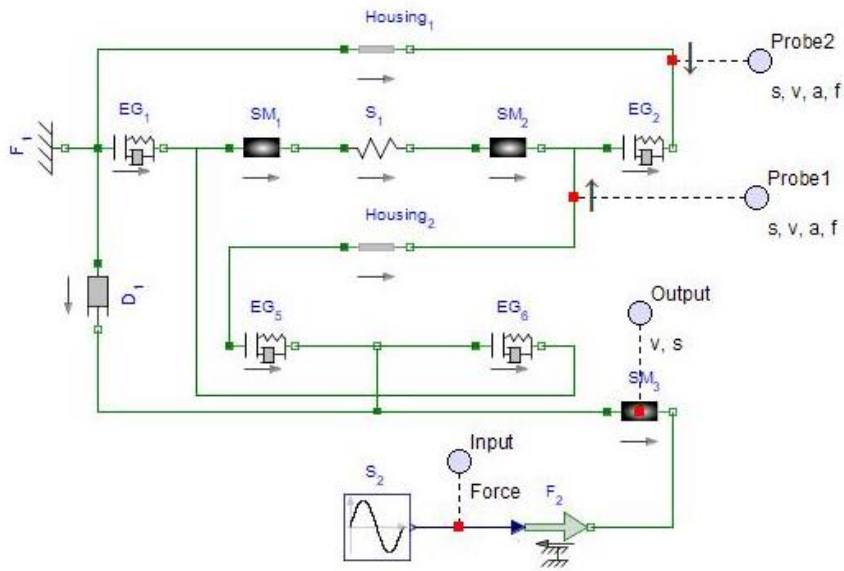 Housing₁
Probe2
s, v, a, f
EG₁
SM₁
S₁
SM₂
EG₂
F₁
Probe1
s, v, a, f
Housing₂
D₁
EG₅
EG₆
Output
v, s
SM₃
Input
S₂
Force
F₂